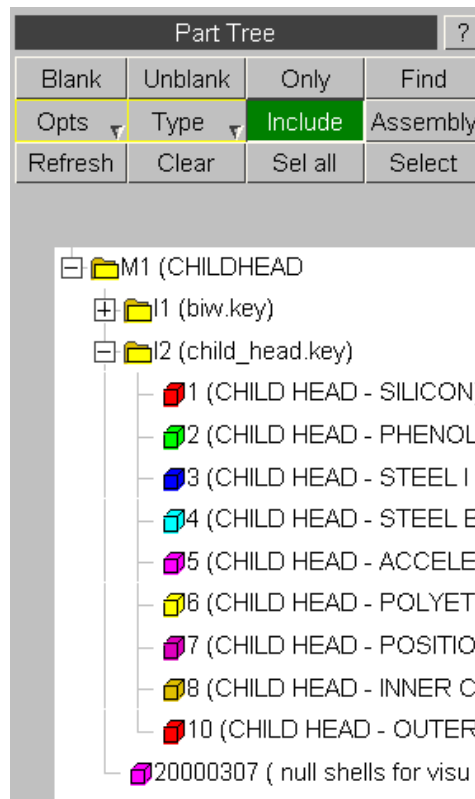 Part Tree ?
Blank Unblank Only Find
Opts Type Include Assembly
Refresh Clear Sel all Select
M1 (CHILDHEAD
I1 (biw.key)
I2 (child_head.key)
1 (CHILD HEAD - SILICON
2 (CHILD HEAD - PHENOL
3 (CHILD HEAD - STEEL I
4 (CHILD HEAD - STEEL E
5 (CHILD HEAD - ACCELE
6 (CHILD HEAD - POLYET
7 (CHILD HEAD - POSITIO
8 (CHILD HEAD - INNER C
10 (CHILD HEAD - OUTER
20000307 ( null shells for visu